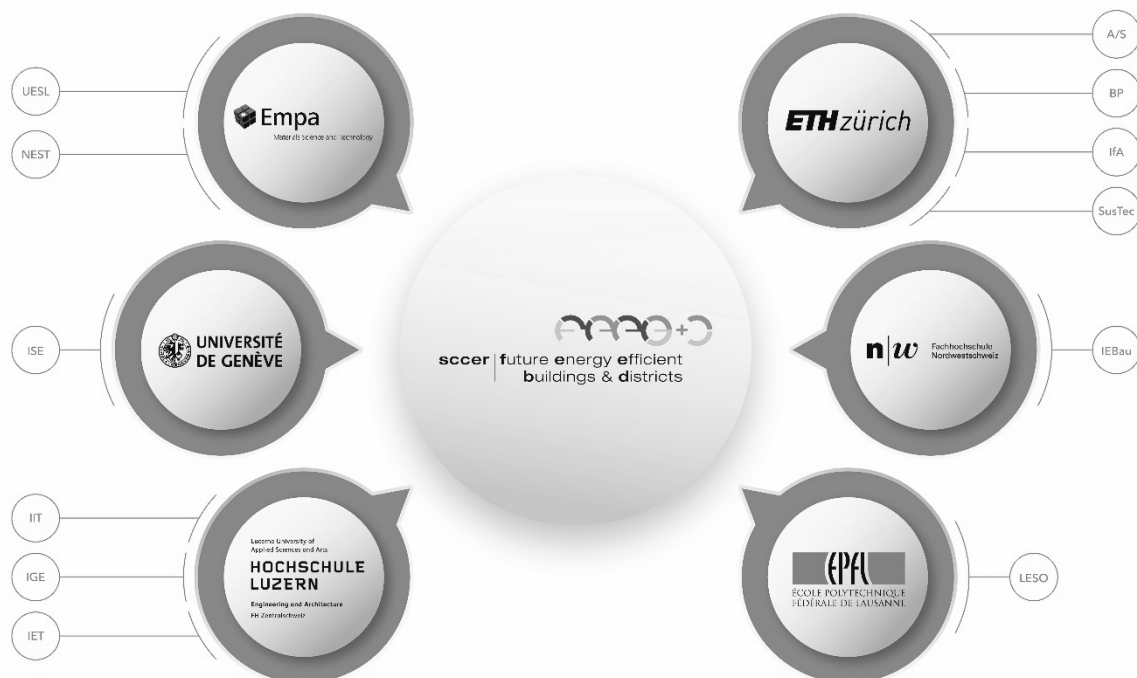 UESL
NEST
Empa
Materials Science and Technology
ETH zürich
A/S
BP
IfA
SusTec
ISE
UNIVERSITÉ
DE GENÈVE
sccer | future energy efficient
buildings & districts
n|w
Fachhochschule
Nordwestschweiz
IEBau
IIT
IGE
IET
Lucerne University of
Applied Sciences and Arts
HOCHSCHULE
LUZERN
Engineering and Architecture
FH Zentralschweiz
EPFL
ÉCOLE POLYTECHNIQUE
FÉDÉRALE DE LAUSANNE
LESO